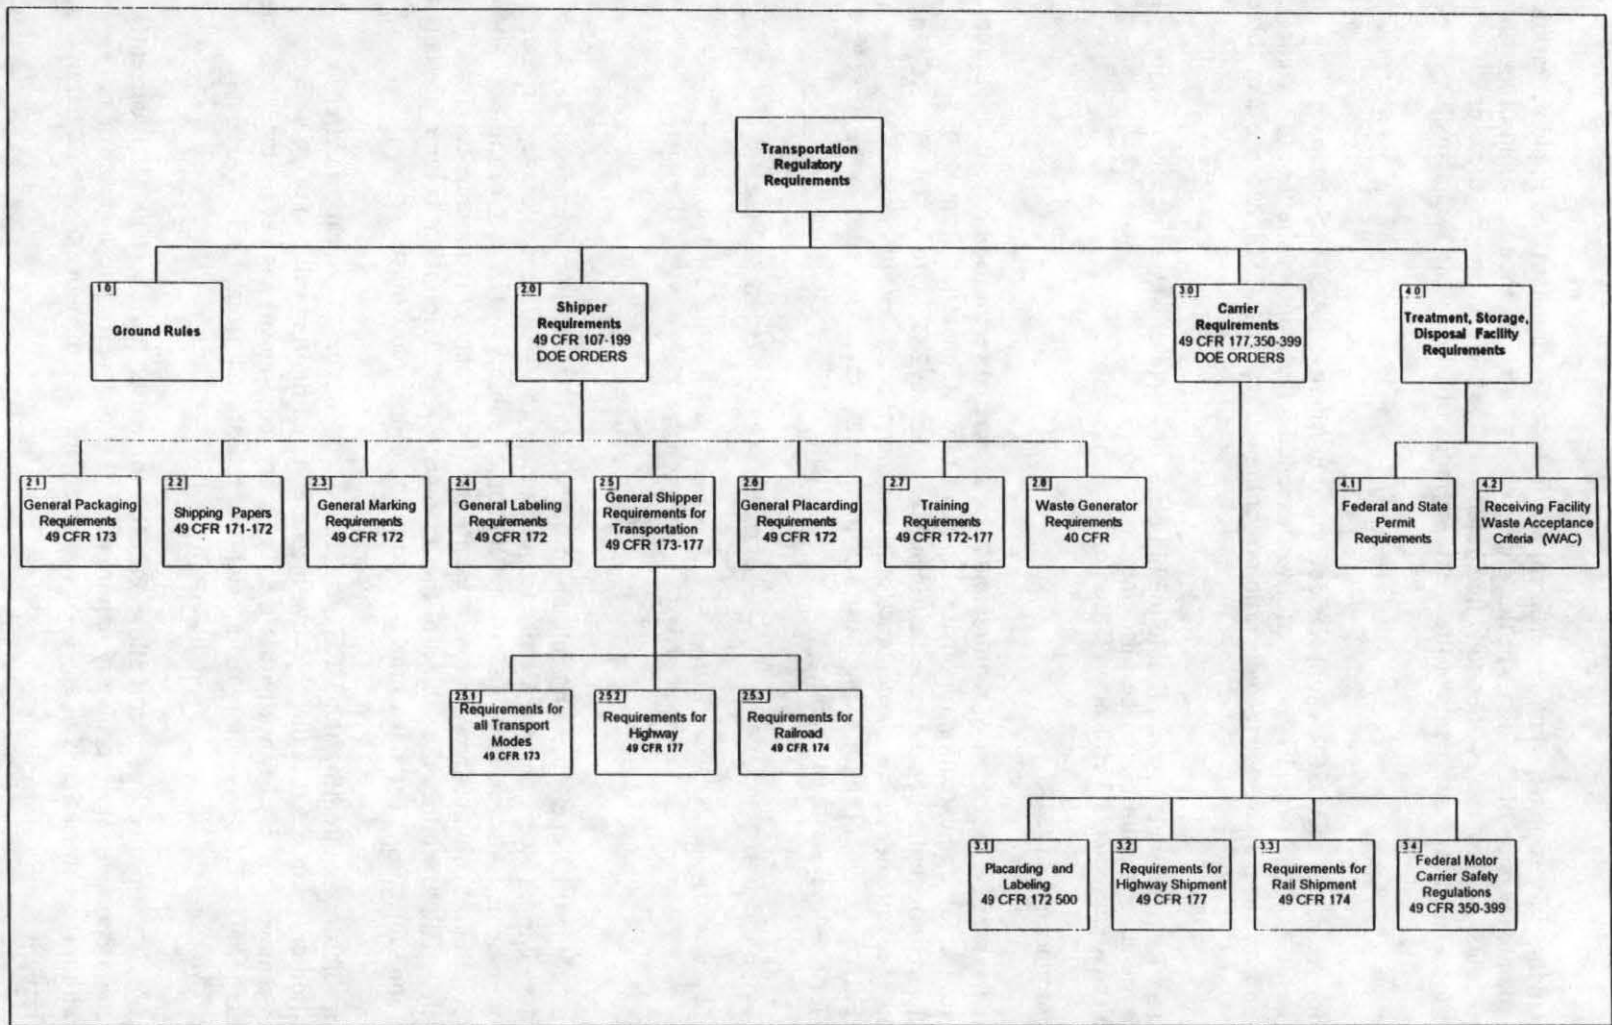 Transportation
Regulatory
Requirements
1 0
Ground Rules
2.0
Shipper
Requirements
49 CFR 107-199
DOE ORDERS
3.0
Carrier
Requirements
49 CFR 177,350-399
DOE ORDERS
4.0
Treatment, Storage,
Disposal Facility
Requirements
2 1
General Packaging
Requirements
49 CFR 173
2.2
Shipping Papers
49 CFR 171-172
2.3
General Marking
Requirements
49 CFR 172
2.4
General Labeling
Requirements
49 CFR 172
2 5
General Shipper
Requirements for
Transportation
49 CFR 173-177
2.6
General Placarding
Requirements
49 CFR 172
2.7
Training
Requirements
49 CFR 172-177
2.8
Waste Generator
Requirements
40 CFR
4.1
Federal and State
Permit
Requirements
4.2
Receiving Facility
Waste Acceptance
Criteria (WAC)
2.5.1
Requirements for
all Transport
Modes
49 CFR 173
2.5.2
Requirements for
Highway
49 CFR 177
2.5.3
Requirements for
Railroad
49 CFR 174
3.1
Placarding and
Labeling
49 CFR 172 500
3.2
Requirements for
Highway Shipment
49 CFR 177
3.3
Requirements for
Rail Shipment
49 CFR 174
3 4
Federal Motor
Carrier Safety
Regulations
49 CFR 350-399